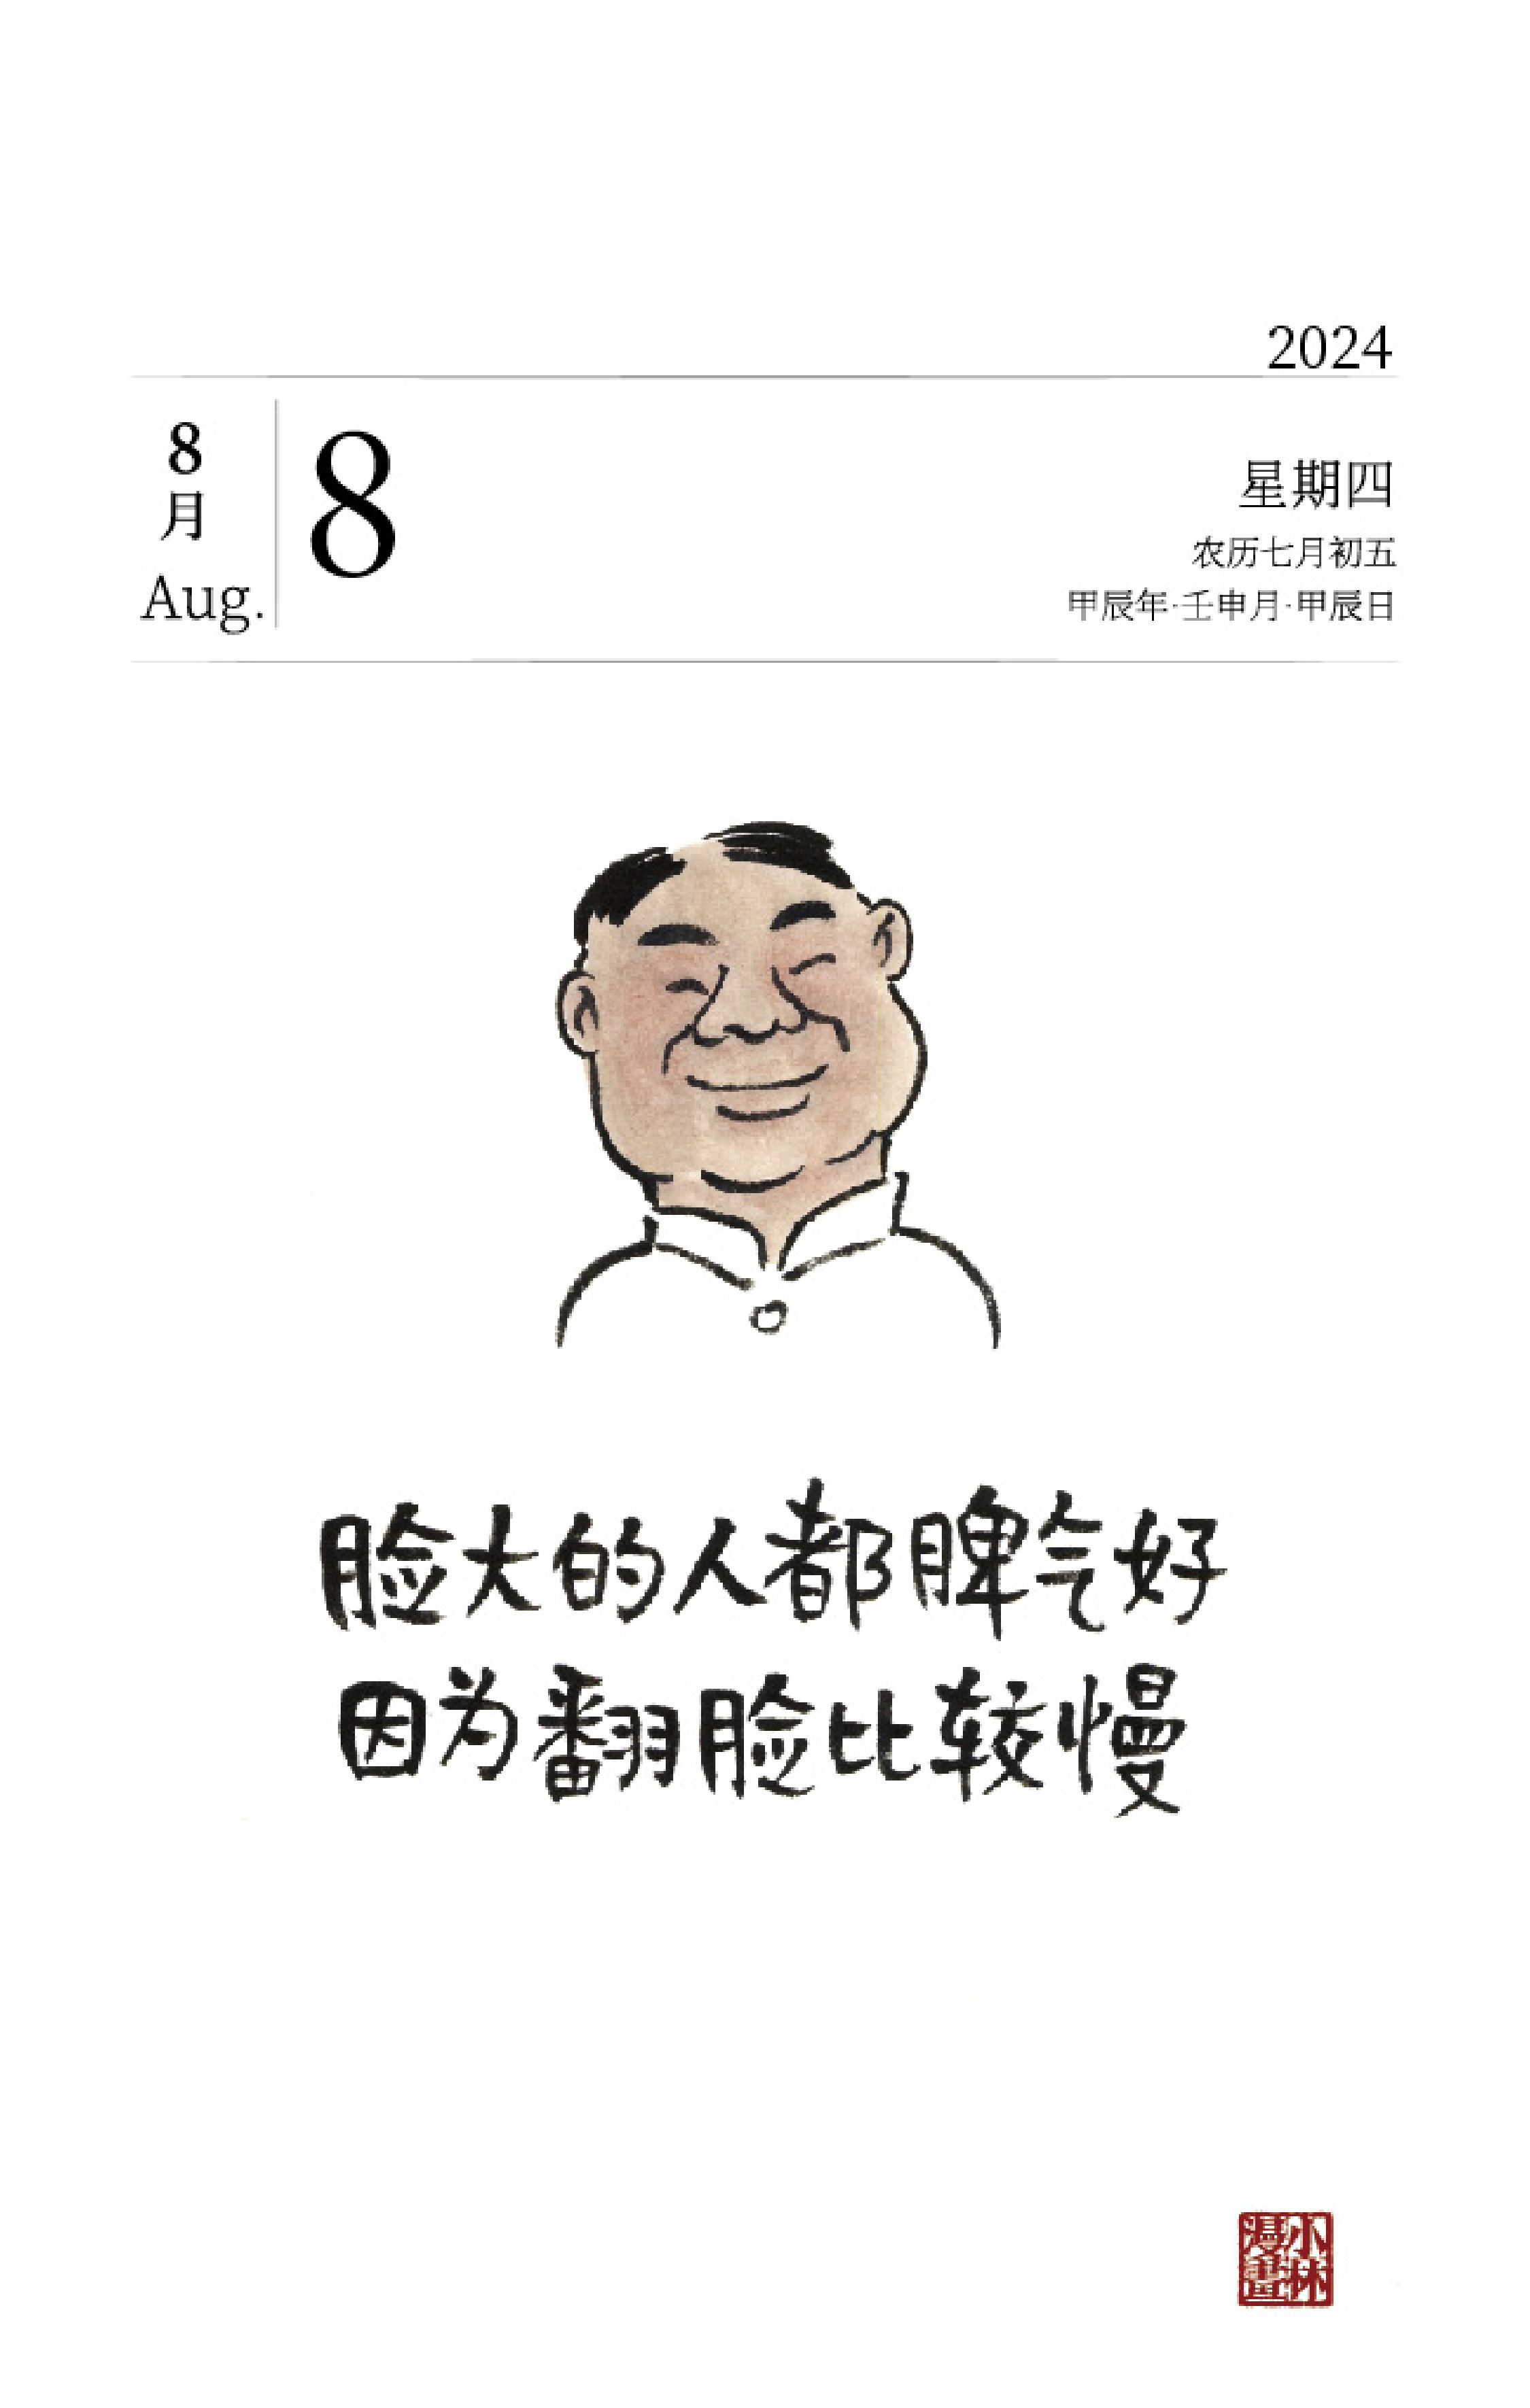 2024
8
月
Aug.
8
星期四
农历七月初五
甲辰年·壬申月·甲辰日
脸大的人都脾气好
因为翻脸比较慢
小林
漫畫